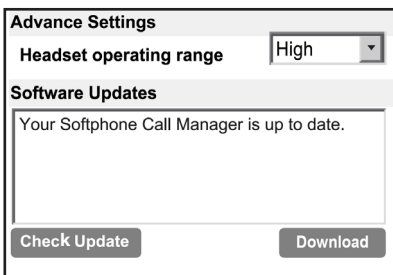 Advance Settings
Headset operating range High
Software Updates
Your Softphone Call Manager is up to date.
Check Update Download